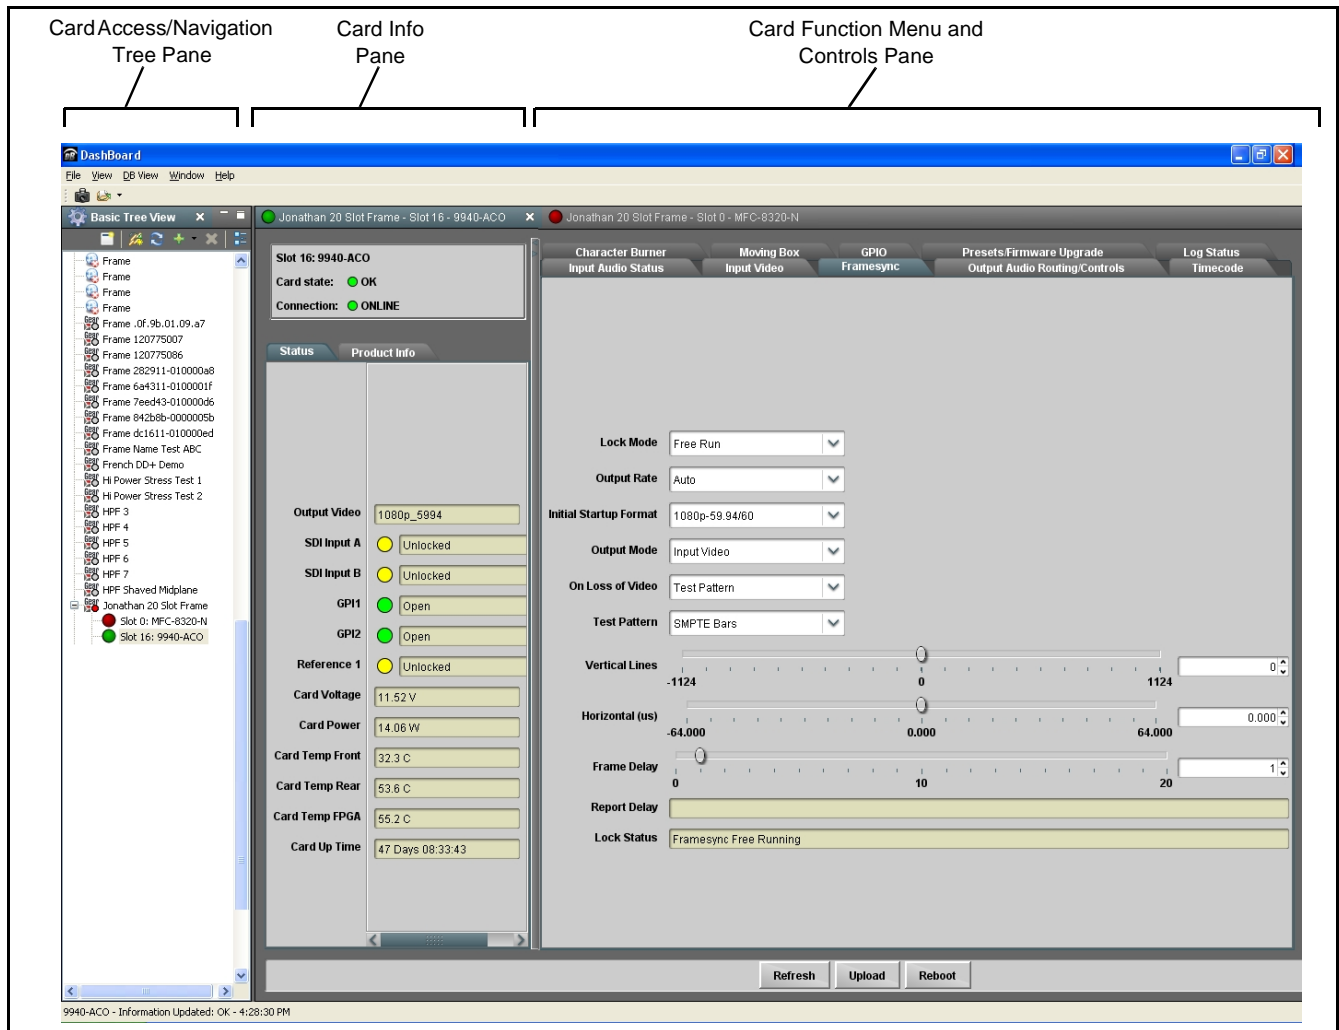 Card Access/Navigation
Tree Pane
Card Info
Pane
Card Function Menu and
Controls Pane
DashBoard
File View DB View Window Help
Basic Tree View
Jonathan 20 Slot Frame - Slot 16 - 9940-ACO
Jonathan 20 Slot Frame - Slot 0 - MFC-8320-N
Frame
Frame
Frame
Frame
Frame .0f.9b.01.09.a7
Frame 120775007
Frame 120775086
Frame 282911-010000a8
Frame 6a4311-0100001f
Frame 7eed43-010000d6
Frame 842b8b-0000005b
Frame dc1611-010000ed
Frame Name Test ABC
French DD+ Demo
Hi Power Stress Test 1
Hi Power Stress Test 2
HPF 3
HPF 4
HPF 5
HPF 6
HPF 7
HPF Shaved Midplane
Jonathan 20 Slot Frame
Slot 0: MFC-8320-N
Slot 16: 9940-ACO
Slot 16: 9940-ACO
Card state: OK
Connection: ONLINE
Status Product Info
Output Video 1080p_5994
SDI Input A Unlocked
SDI Input B Unlocked
GPI1 Open
GPI2 Open
Reference 1 Unlocked
Card Voltage 11.52 V
Card Power 14.06 W
Card Temp Front 32.3 C
Card Temp Rear 53.6 C
Card Temp FPGA 55.2 C
Card Up Time 47 Days 08:33:43
Character Burner Moving Box GPIO Presets/Firmware Upgrade Log Status
Input Audio Status Input Video Framesync Output Audio Routing/Controls Timecode
Lock Mode Free Run
Output Rate Auto
Initial Startup Format 1080p-59.94/60
Output Mode Input Video
On Loss of Video Test Pattern
Test Pattern SMPTE Bars
Vertical Lines 0
-1124 0 1124
Horizontal (us) 0.000
-64.000 0.000 64.000
Frame Delay 1
0 10 20
Report Delay
Lock Status Framesync Free Running
Refresh Upload Reboot
9940-ACO - Information Updated: OK - 4:28:30 PM